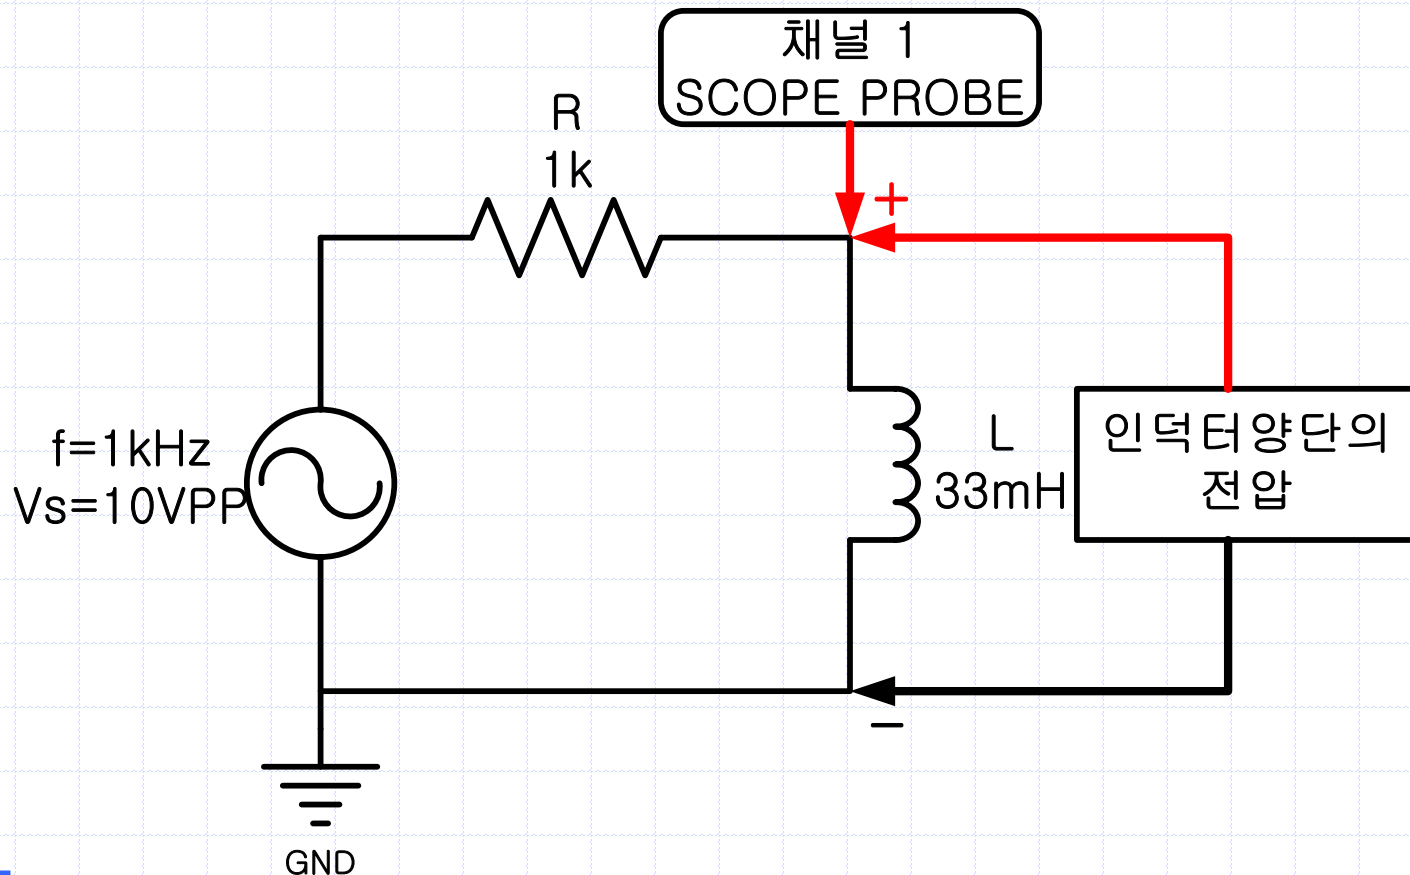 채널 1
SCOPE PROBE
R
1k
+
f=1kHz
Vs=10VPP
L
33mH
인덕터양단의
전압
−
GND